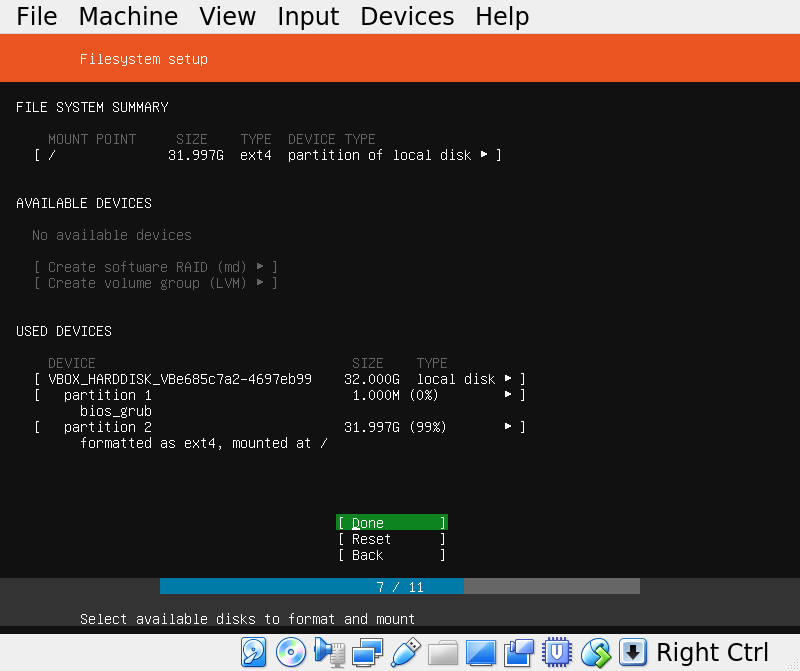 File Machine View Input Devices Help
Filesystem setup
FILE SYSTEM SUMMARY
MOUNT POINT SIZE TYPE DEVICE TYPE
[ / 31.997G ext4 partition of local disk ▸ ]
AVAILABLE DEVICES
No available devices
[ Create software RAID (md) ▸ ]
[ Create volume group (LVM) ▸ ]
USED DEVICES
DEVICE SIZE TYPE
[ VBOX_HARDDISK_VBe685c7a2-4697eb99 32.000G local disk ▸ ]
[ partition 1 1.000M (0%) ▸ ]
bios_grub
[ partition 2 31.997G (99%) ▸ ]
formatted as ext4, mounted at /
[ Done ]
[ Reset ]
[ Back ]
7 / 11
Select available disks to format and mount
Right Ctrl